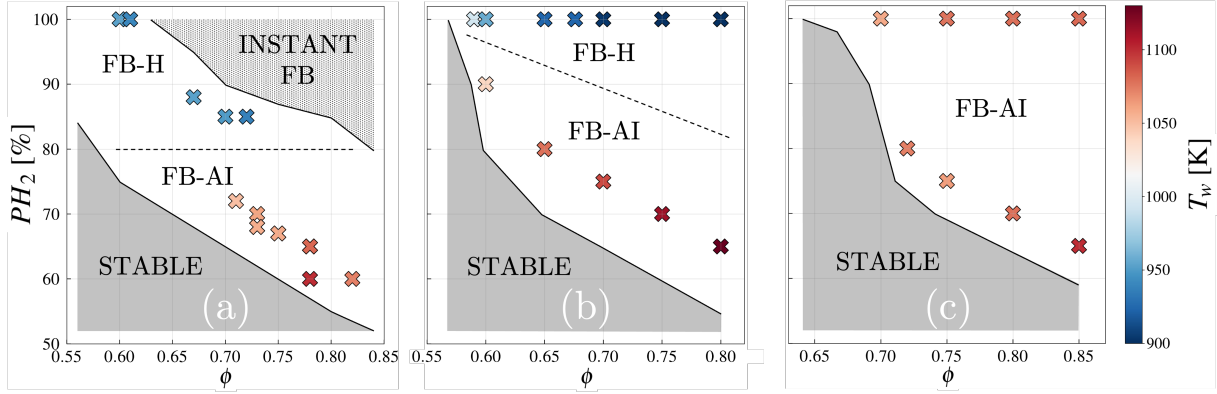 PH2 [%]
100
90
80
70
60
50
0.55
0.60
0.65
0.70
0.75
0.80
0.85
ϕ
FB-H
INSTANT
FB
FB-AI
STABLE
(a)
0.55
0.60
0.65
0.70
0.75
0.80
ϕ
FB-H
FB-AI
STABLE
(b)
0.65
0.70
0.75
0.80
0.85
ϕ
FB-AI
STABLE
(c)
1100
1050
1000
950
900
Tw [K]